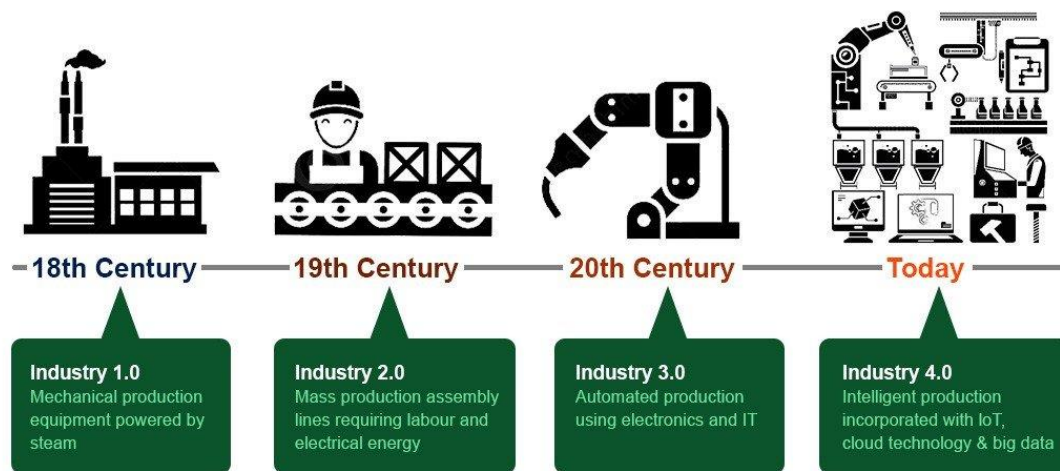 18th Century
19th Century
20th Century
Today
Industry 1.0
Mechanical production
equipment powered by
steam
Industry 2.0
Mass production assembly
lines requiring labour and
electrical energy
Industry 3.0
Automated production
using electronics and IT
Industry 4.0
Intelligent production
incorporated with IoT,
cloud technology & big data